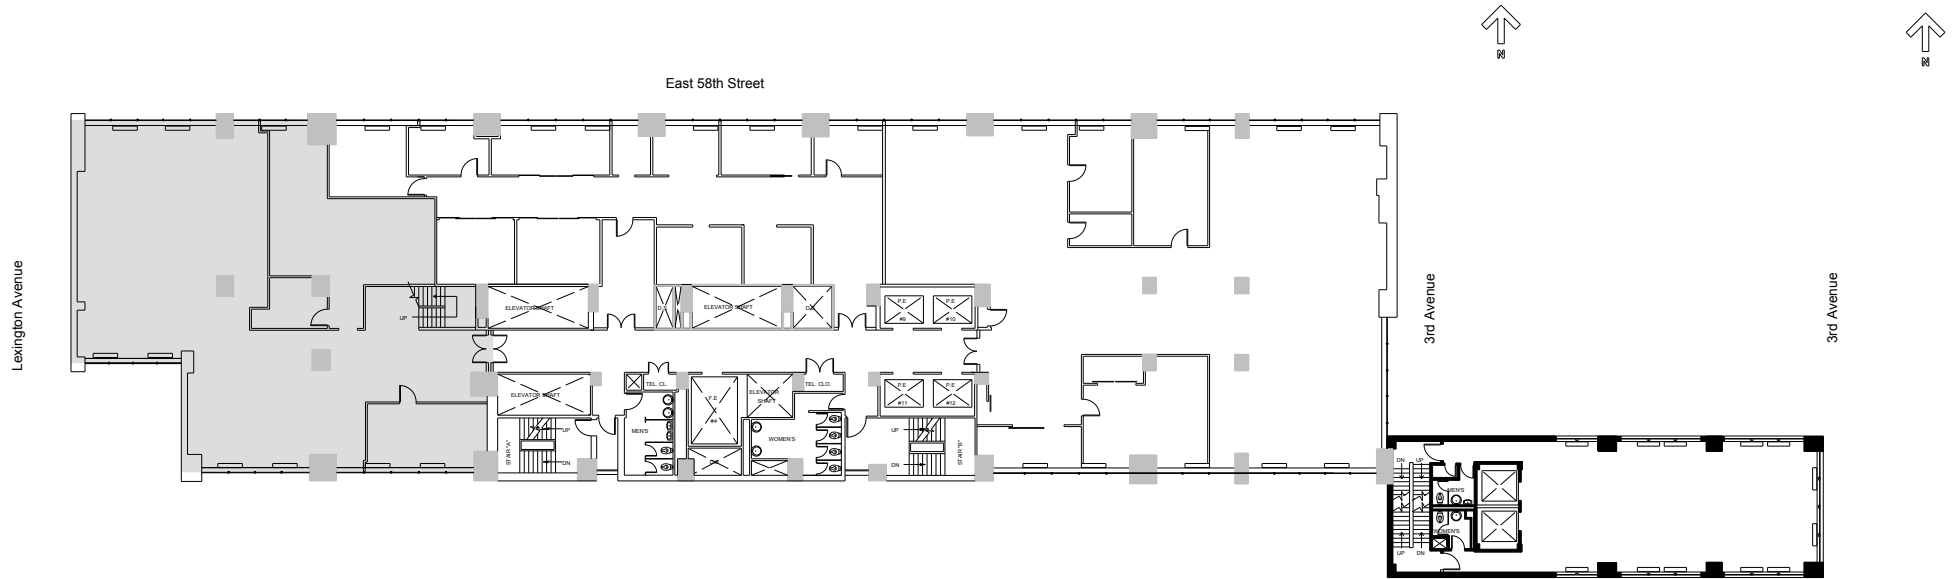 N
N
East 58th Street
Lexington Avenue
3rd Avenue
3rd Avenue
UP
ELEVATOR SHAFT
ELEVATOR SHAFT
P.E
#9
P.E
#10
ELEVATOR SHAFT
TEL. CL.
F.E
#4
ELEVATOR
SHAFT
TEL. CLO.
P.E
#11
P.E
#12
STAIR "A"
UP
DN
MEN'S
WOMEN'S
UP
DN
STAIR "B"
DN
UP
MEN'S
WOMEN'S
UP
DN